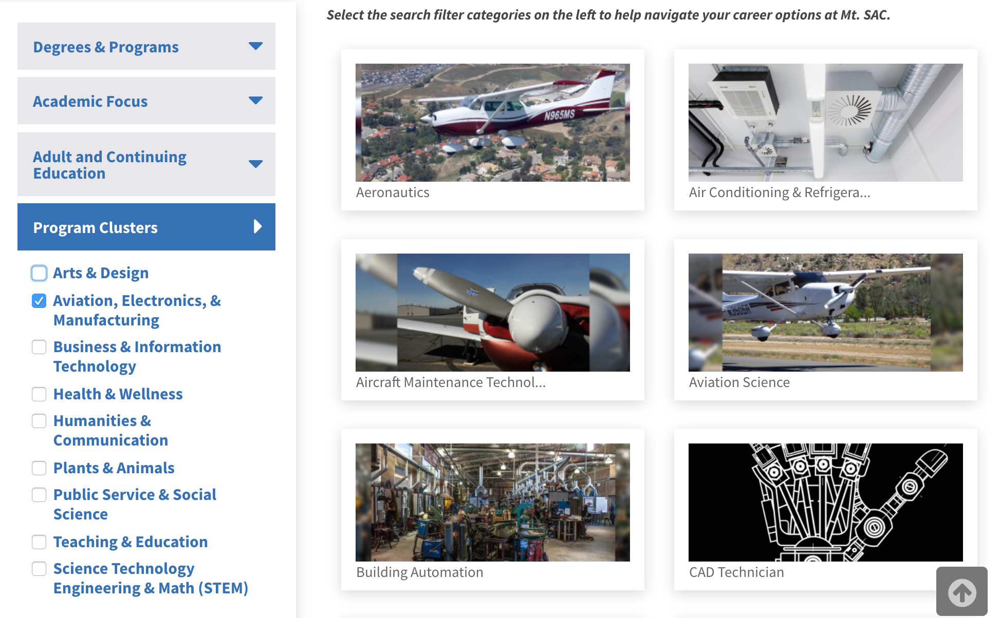 Select the search filter categories on the left to help navigate your career options at Mt. SAC.
Degrees & Programs
Academic Focus
Adult and Continuing
Education
Program Clusters
Arts & Design
Aviation, Electronics, &
Manufacturing
Business & Information
Technology
Health & Wellness
Humanities &
Communication
Plants & Animals
Public Service & Social
Science
Teaching & Education
Science Technology
Engineering & Math (STEM)
N965MS
Aeronautics
Air Conditioning & Refrigera...
Aircraft Maintenance Technol...
N3505A
Aviation Science
Building Automation
CAD Technician